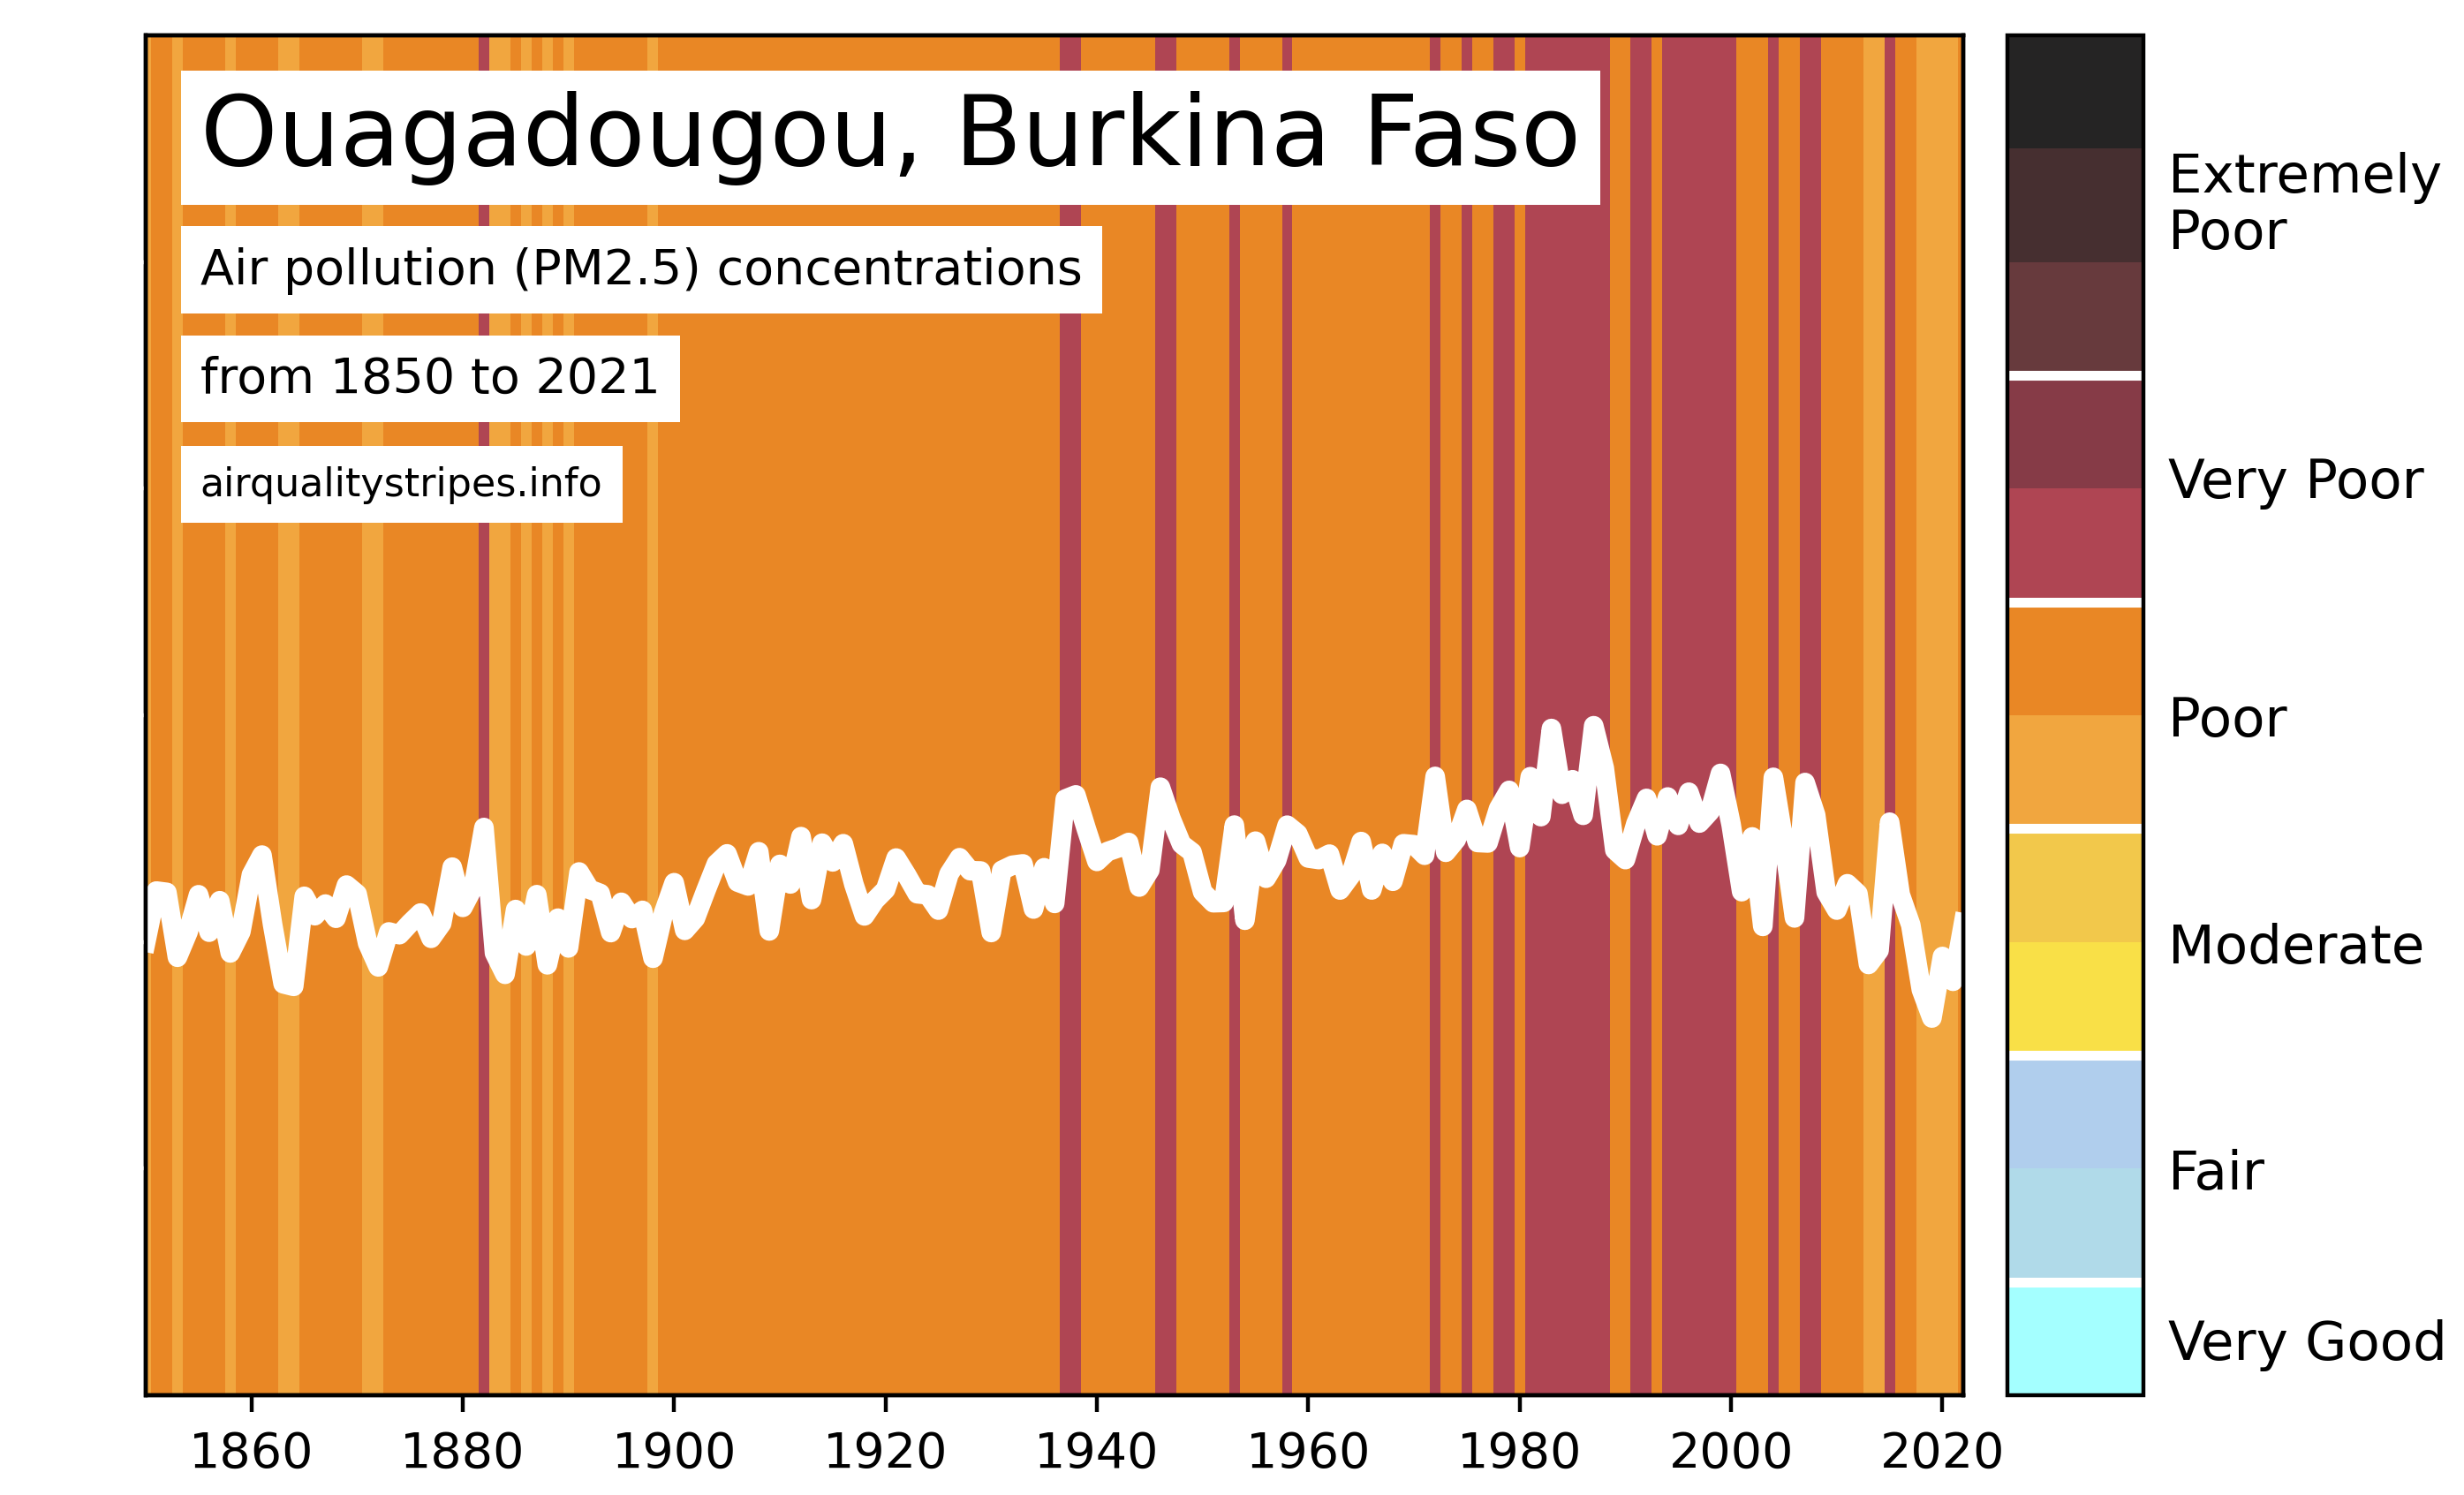 Ouagadougou, Burkina Faso
Air pollution (PM2.5) concentrations
from 1850 to 2021
airqualitystripes.info
Extremely
Poor
Very Poor
Poor
Moderate
Fair
Very Good
1860 1880 1900 1920 1940 1960 1980 2000 2020